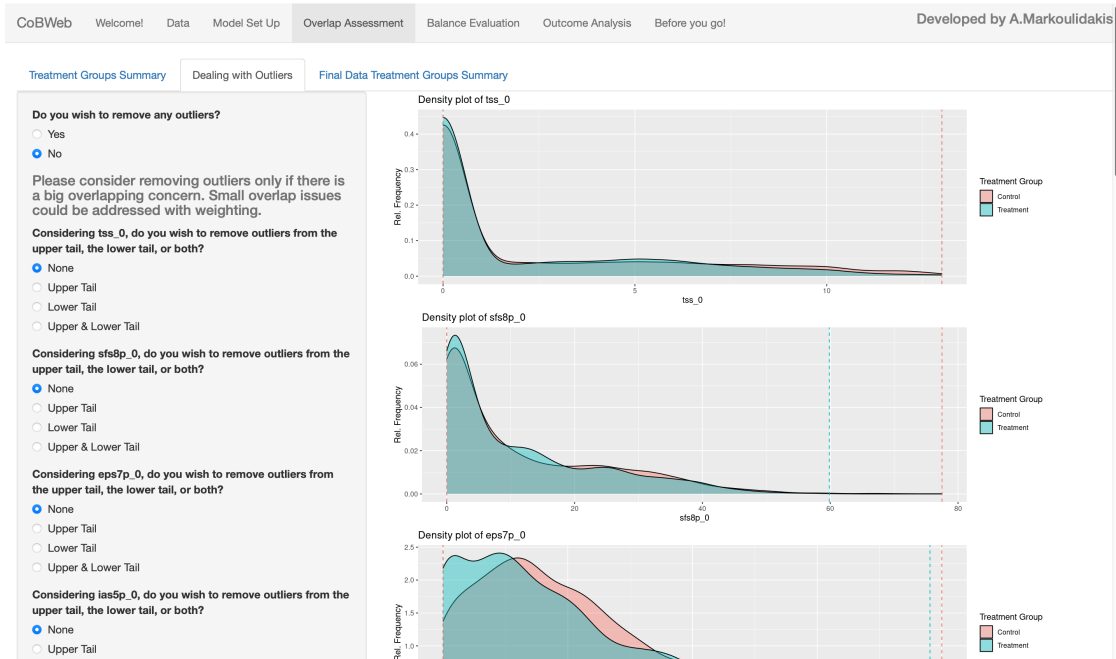 CoBWeb Welcome! Data Model Set Up Overlap Assessment Balance Evaluation Outcome Analysis Before you go! Developed by A.Markoulidakis
Treatment Groups Summary Dealing with Outliers Final Data Treatment Groups Summary
Do you wish to remove any outliers?
Yes
No
Please consider removing outliers only if there is
a big overlapping concern. Small overlap issues
could be addressed with weighting.
Considering tss_0, do you wish to remove outliers from the
upper tail, the lower tail, or both?
None
Upper Tail
Lower Tail
Upper & Lower Tail
Considering sfs8p_0, do you wish to remove outliers from the
upper tail, the lower tail, or both?
None
Upper Tail
Lower Tail
Upper & Lower Tail
Considering eps7p_0, do you wish to remove outliers from
the upper tail, the lower tail, or both?
None
Upper Tail
Lower Tail
Upper & Lower Tail
Considering ias5p_0, do you wish to remove outliers from the
upper tail, the lower tail, or both?
None
Upper Tail
Density plot of tss_0
Rel. Frequency
0.4
0.3
0.2
0.1
0.0
0 5 10
tss_0
Treatment Group
Control
Treatment
Density plot of sfs8p_0
Rel. Frequency
0.06
0.04
0.02
0.00
0 20 40 60 80
sfs8p_0
Treatment Group
Control
Treatment
Density plot of eps7p_0
Rel. Frequency
2.5
2.0
1.5
1.0
Treatment Group
Control
Treatment